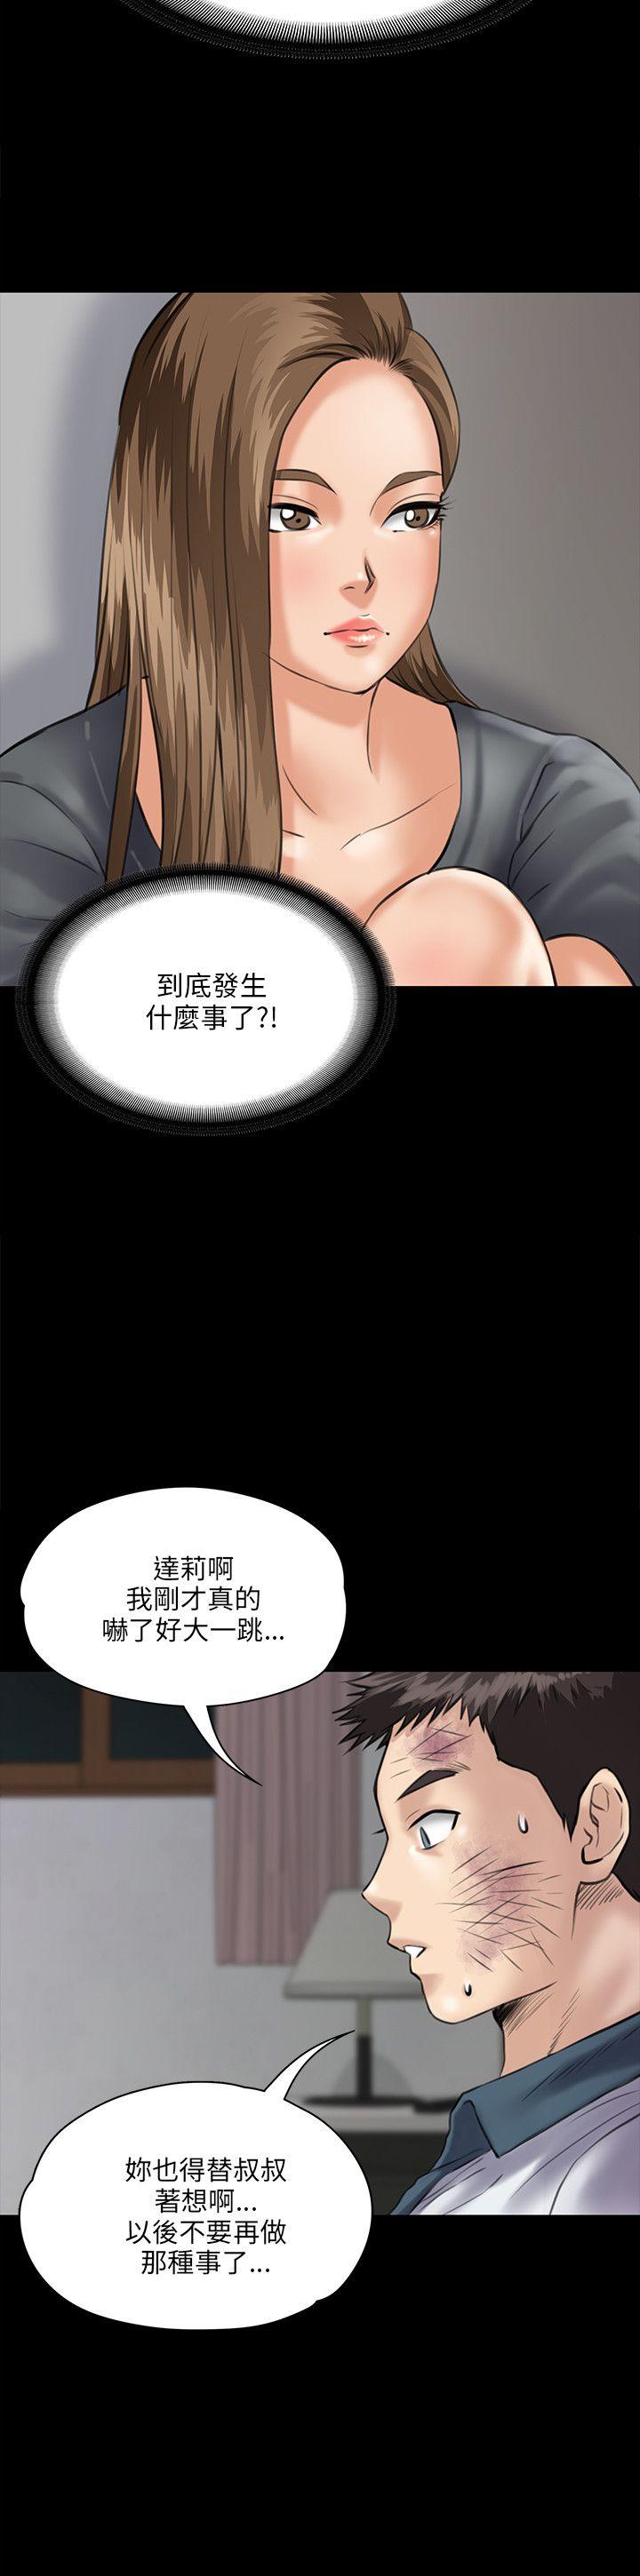 到底發生
什麼事了?!
達莉啊
我剛才真的
嚇了好大一跳...
妳也得替叔叔
著想啊...
以後不要再做
那種事了...